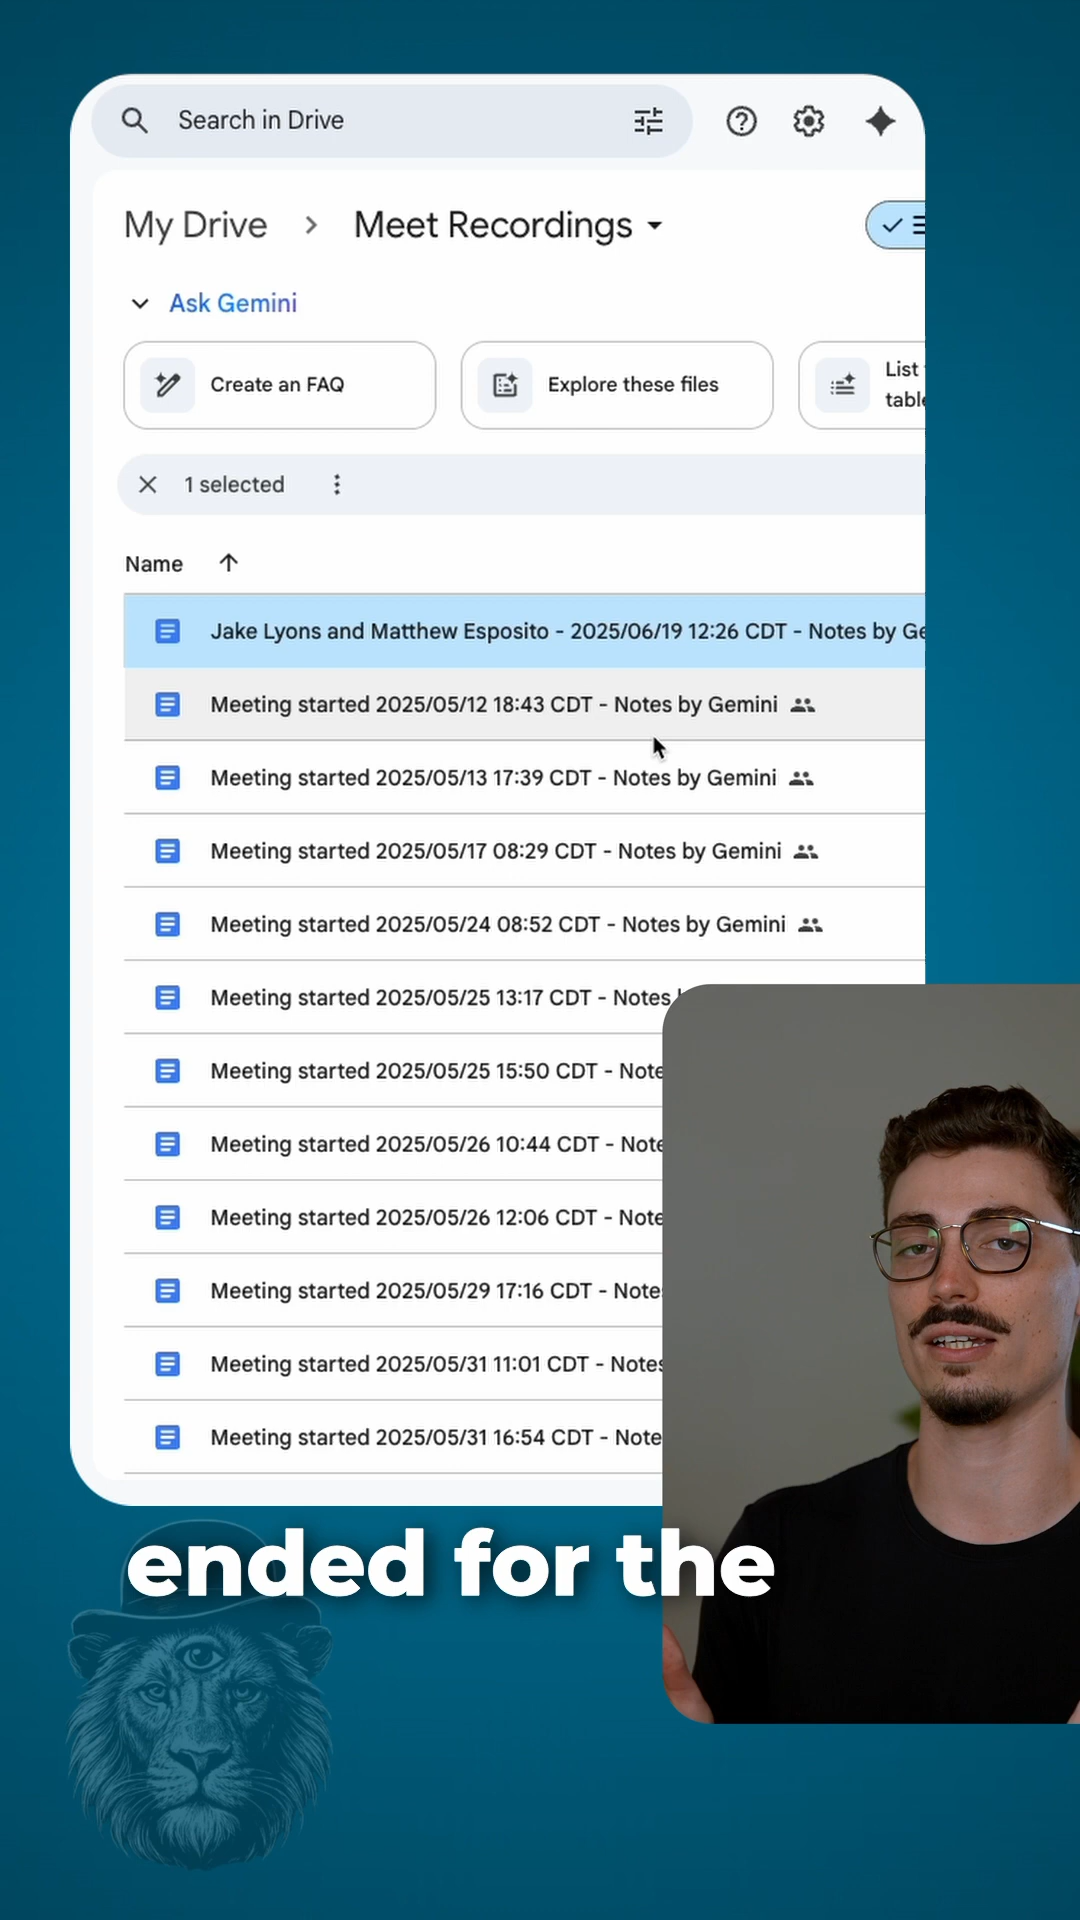 Search in Drive
My Drive > Meet Recordings
Ask Gemini
Create an FAQ
Explore these files
List
1 selected
Name
Jake Lyons and Matthew Esposito - 2025/06/19 12:26 CDT - Notes by Ge
Meeting started 2025/05/12 18:43 CDT - Notes by Gemini
Meeting started 2025/05/13 17:39 CDT - Notes by Gemini
Meeting started 2025/05/17 08:29 CDT - Notes by Gemini
Meeting started 2025/05/24 08:52 CDT - Notes by Gemini
Meeting started 2025/05/25 13:17 CDT - Notes
Meeting started 2025/05/25 15:50 CDT - Note
Meeting started 2025/05/26 10:44 CDT - Note
Meeting started 2025/05/26 12:06 CDT - Note
Meeting started 2025/05/29 17:16 CDT - Note
Meeting started 2025/05/31 11:01 CDT - Notes
Meeting started 2025/05/31 16:54 CDT - Note
ended for the